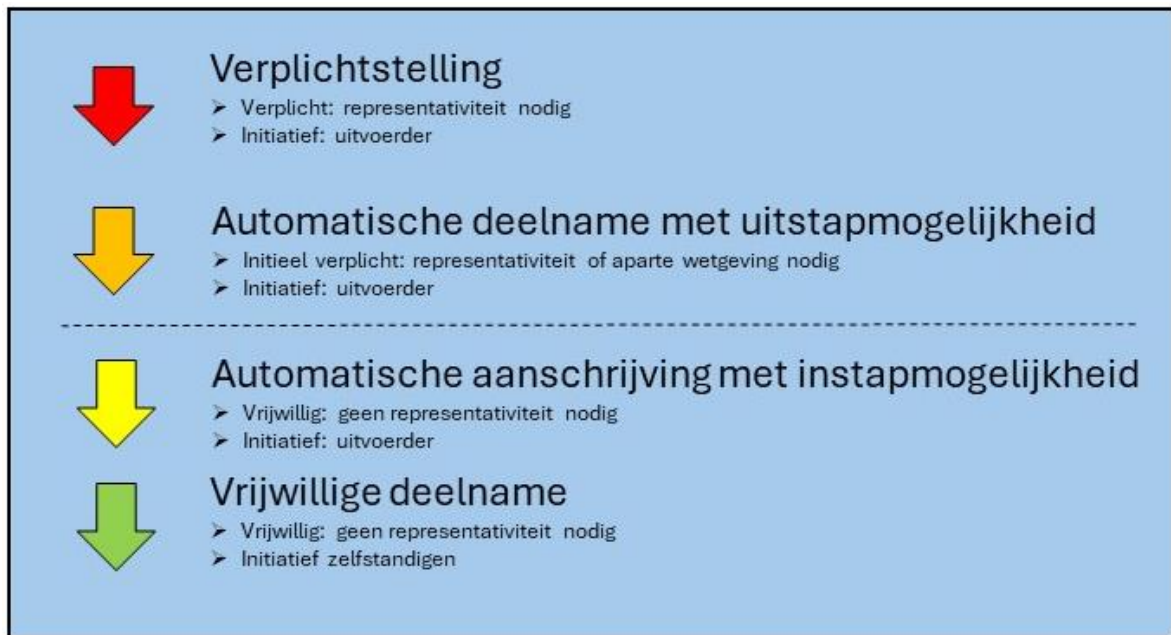 Verplichtstelling
➤ Verplicht: representativiteit nodig
➤ Initiatief: uitvoerder
Automatische deelname met uitstapmogelijkheid
➤ Initieel verplicht: representativiteit of aparte wetgeving nodig
➤ Initiatief: uitvoerder
Automatische aanschrijving met instapmogelijkheid
➤ Vrijwillig: geen representativiteit nodig
➤ Initiatief: uitvoerder
Vrijwillige deelname
➤ Vrijwillig: geen representativiteit nodig
➤ Initiatief zelfstandigen